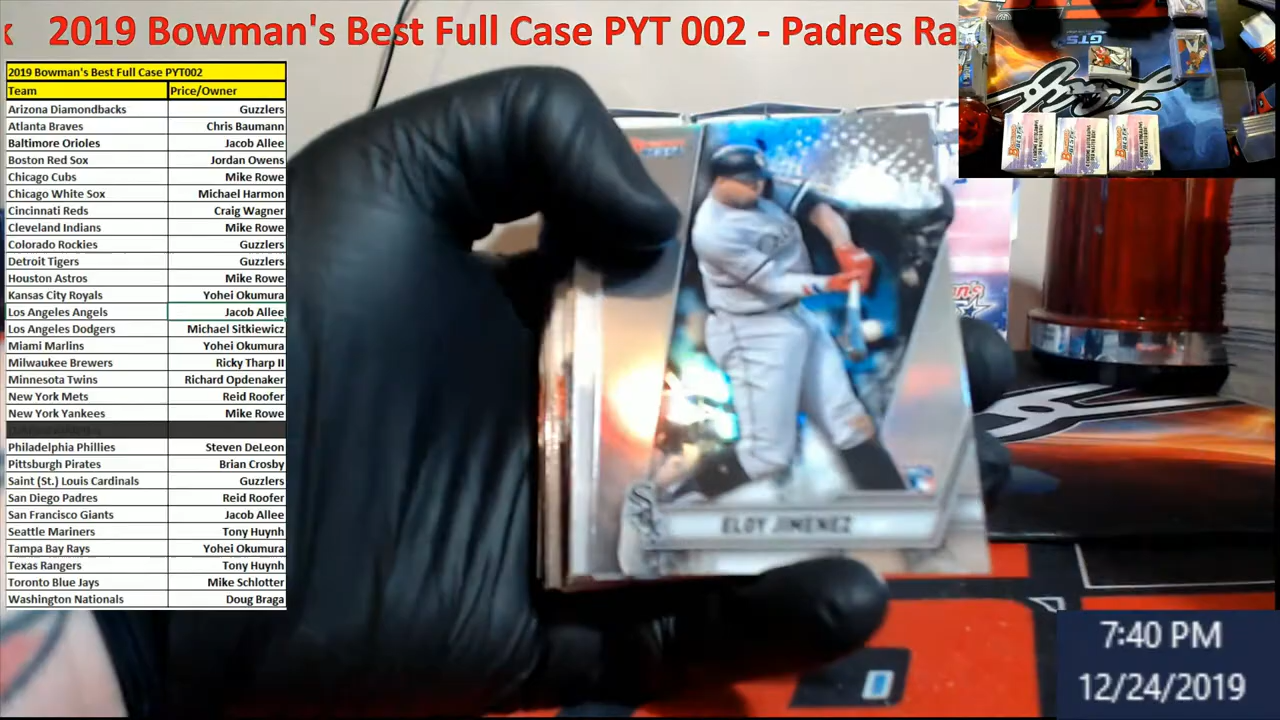 k 2019 Bowman's Best Full Case PYT 002 - Padres Ra
2019 Bowman's Best Full Case PYT002
Team Price/Owner
Arizona Diamondbacks Guzzlers
Atlanta Braves Chris Baumann
Baltimore Orioles Jacob Allee
Boston Red Sox Jordan Owens
Chicago Cubs Mike Rowe
Chicago White Sox Michael Harmon
Cincinnati Reds Craig Wagner
Cleveland Indians Mike Rowe
Colorado Rockies Guzzlers
Detroit Tigers Guzzlers
Houston Astros Mike Rowe
Kansas City Royals Yohei Okumura
Los Angeles Angels Jacob Allee
Los Angeles Dodgers Michael Sitkiewicz
Miami Marlins Yohei Okumura
Milwaukee Brewers Ricky Tharp II
Minnesota Twins Richard Opdenaker
New York Mets Reid Roofer
New York Yankees Mike Rowe
Philadelphia Phillies Steven DeLeon
Pittsburgh Pirates Brian Crosby
Saint (St.) Louis Cardinals Guzzlers
San Diego Padres Reid Roofer
San Francisco Giants Jacob Allee
Seattle Mariners Tony Huynh
Tampa Bay Rays Yohei Okumura
Texas Rangers Tony Huynh
Toronto Blue Jays Mike Schlotter
Washington Nationals Doug Braga
ELOY JIMENEZ
GTS
7:40 PM
12/24/2019